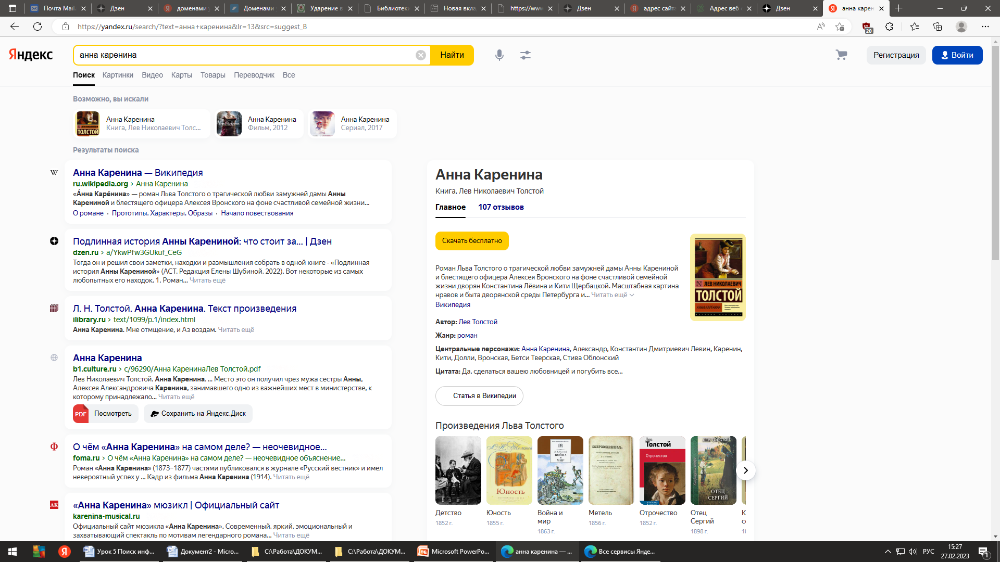 Почта Mail.
Дзен
доменами у
Доменами
Ударение в
Библиотеки
Новая вкл
https://www
Дзен
адрес сайта
Адрес веб
Дзен
анна карен
https://yandex.ru/search/?text=анна+каренина&lr=13&src=suggest_B
20
Яндекс
анна каренина
Найти
Регистрация
Войти
Поиск Картинки Видео Карты Товары Переводчик Все
Возможно, вы искали
Анна Каренина
Книга, Лев Николаевич Толс...
Анна Каренина
Фильм, 2012
Анна Каренина
Сериал, 2017
Результаты поиска
W
Анна Каренина — Википедия
ru.wikipedia.org › Анна Каренина
«А́нна Каре́нина» — роман Льва Толстого о трагической любви замужней дамы Анны
Карениной и блестящего офицера Алексея Вронского на фоне счастливой семейной жизни...
О романе · Прототипы. Характеры. Образы · Начало повествования
Подлинная история Анны Карениной: что стоит за... | Дзен
dzen.ru › a/YkwPfw3GUkuf_CeG
Тогда он и решил свои заметки, находки и размышления собрать в одной книге - «Подлинная
история Анны Карениной» (АСТ, Редакция Елены Шубиной, 2022). Вот некоторые из самых
любопытных его находок. 1. Роман... Читать ещё
Л. Н. Толстой. Анна Каренина. Текст произведения
ilibrary.ru › text/1099/p.1/index.html
Анна Каренина. Мне отмщение, и Аз воздам. Читать ещё
Анна Каренина
b1.culture.ru › c/96290/Анна КаренинаЛев Толстой.pdf
Лев Николаевич Толстой. Анна Каренина. ... Место это он получил чрез мужа сестры Анны,
Алексея Александровича Каренина, занимавшего одно из важнейших мест в министерстве, к
которому принадлежало... Читать ещё
PDF Посмотреть
Сохранить на Яндекс.Диск
Ф
О чём «Анна Каренина» на самом деле? — неочевидное...
foma.ru › О чём «Анна Каренина» на самом деле? — неочевидное объяснение...
Роман «Анна Каренина» (1873–1877) частями публиковался в журнале «Русский вестник» и имел
невероятный успех у ... Кадр из фильма Анна Каренина (1914). Читать ещё
АК
«Анна Каренина» мюзикл | Официальный сайт
karenina-musical.ru
Официальный сайт мюзикла «Анна Каренина». Современный, яркий, эмоциональный и
захватывающий спектакль по мотивам легендарного романа... Читать ещё
Анна Каренина
Книга, Лев Николаевич Толстой
Главное 107 отзывов
Скачать бесплатно
Роман Льва Толстого о трагической любви замужней дамы Анны Карениной
и блестящего офицера Алексея Вронского на фоне счастливой семейной
жизни дворян Константина Лёвина и Кити Щербацкой. Масштабная картина
нравов и быта дворянской среды Петербурга и... Читать ещё
Википедия
ЛЕВ НИКОЛАЕВИЧ
ТОЛСТОЙ
АННА КАРЕНИНА
Автор: Лев Толстой
Жанр: роман
Центральные персонажи: Анна Каренина, Александр, Константин Дмитриевич Левин, Каренин,
Кити, Долли, Вронская, Бетси Тверская, Стива Облонский
Цитата: Да, сделаться вашею любовницей и погубить все...
Статья в Википедии
Произведения Льва Толстого
Юность
ВОЙНА и МИР
СОВРЕМЕННИКЪ
Лев
Толстой
Отрочество
ЛЕВ ТОЛСТОЙ
ОТЕЦ
СЕРГИЙ
Детство
1852 г.
Юность
1855 г.
Война и
мир
1863 г.
Метель
1856 г.
Отрочество
1852 г.
Отец
Сергий
1898 г.
Урок 5 Поиск инф...
Документ2 - Micro...
C:\Работа\ДОКУМ...
C:\Работа\ДОКУМ...
Microsoft PowerPo...
анна каренина — ...
Все сервисы Янде...
РУС
15:27
27.02.2023
1